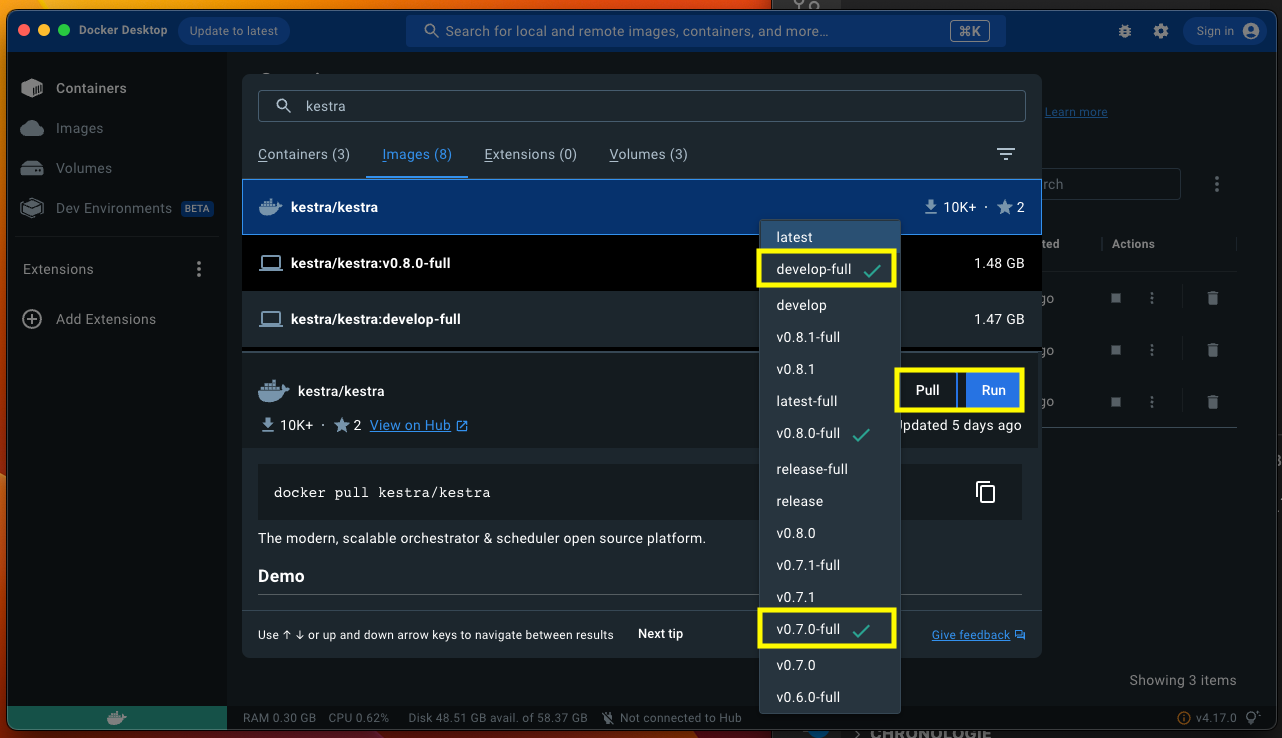 Docker Desktop
Update to latest
Search for local and remote images, containers, and more...
⌘K
Sign in
Containers
Images
Volumes
Dev Environments BETA
Extensions
Add Extensions
kestra
Containers (3)
Images (8)
Extensions (0)
Volumes (3)
kestra/kestra
10K+ · 2
kestra/kestra:v0.8.0-full
1.48 GB
kestra/kestra:develop-full
1.47 GB
kestra/kestra
10K+ · 2 View on Hub
Pull
Run
Updated 5 days ago
docker pull kestra/kestra
The modern, scalable orchestrator & scheduler open source platform.
Demo
Use ↑ ↓ or up and down arrow keys to navigate between results
Next tip
Give feedback
latest
develop-full
develop
v0.8.1-full
v0.8.1
latest-full
v0.8.0-full
release-full
release
v0.8.0
v0.7.1-full
v0.7.1
v0.7.0-full
v0.7.0
v0.6.0-full
Learn more
rch
ted
Actions
go
go
go
Showing 3 items
RAM 0.30 GB CPU 0.62% Disk 48.51 GB avail. of 58.37 GB Not connected to Hub
v4.17.0
CHRONOLOGIE